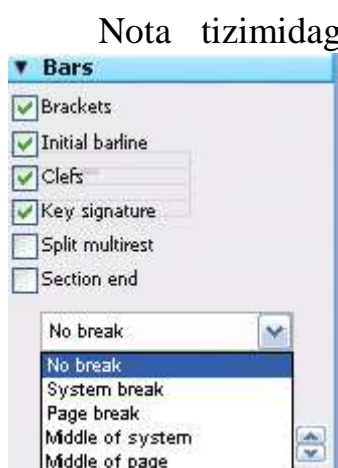 Nota tizimidag
Bars
Brackets
Initial barline
Clefs
Key signature
Split multirest
Section end
No break
No break
System break
Page break
Middle of system
Middle of page